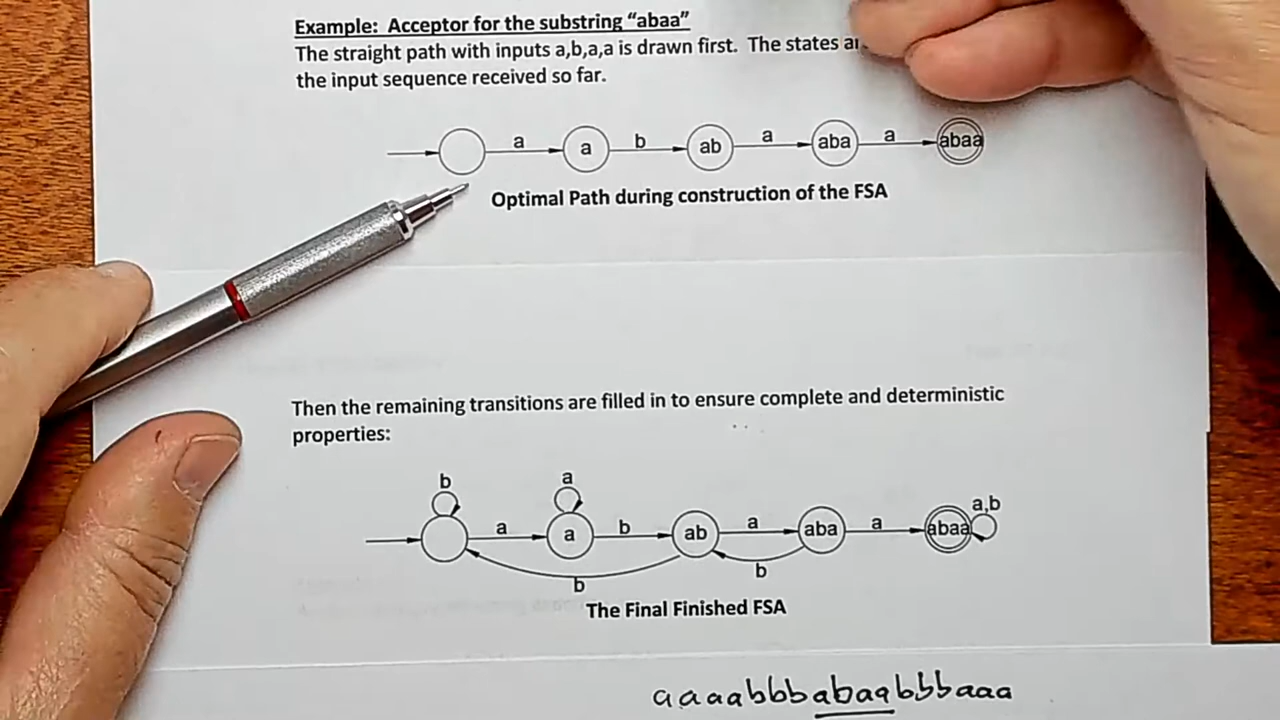 Example: Acceptor for the substring “abaa”
The straight path with inputs a,b,a,a is drawn first. The states
the input sequence received so far.
a b a a
a ab aba abaa
Optimal Path during construction of the FSA
Then the remaining transitions are filled in to ensure complete and deterministic
properties:
b a
a,b
a b a a
a ab aba abaa
b b
The Final Finished FSA
aaaabbbabaabbbaaa